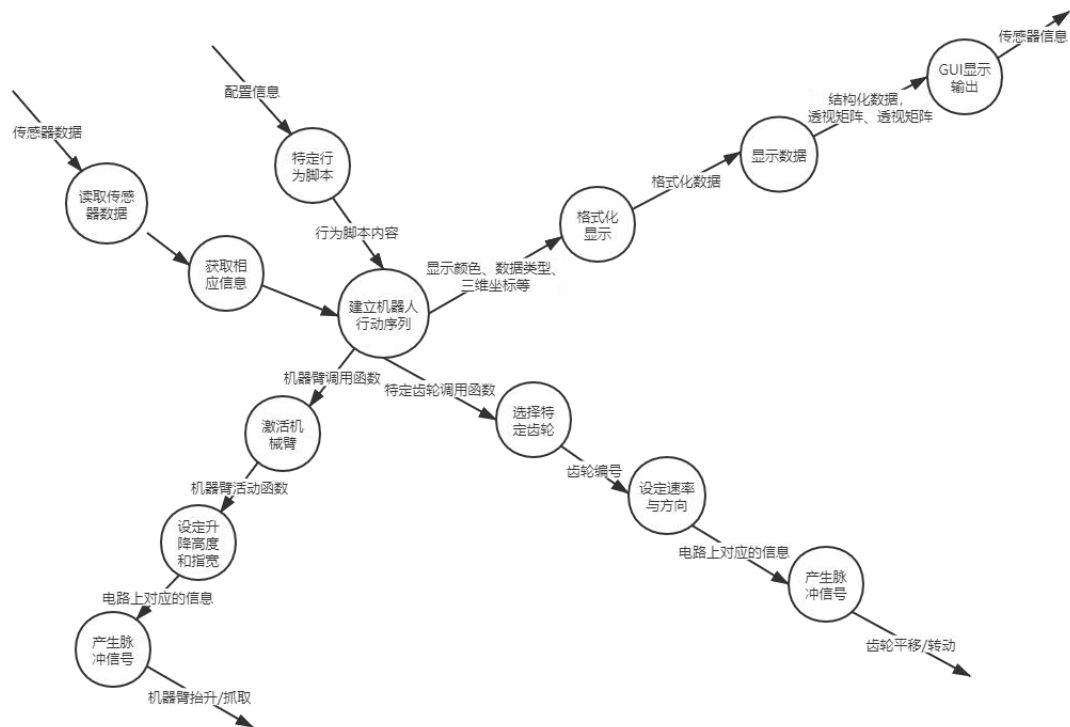 传感器信息
GUI显示
输出
配置信息
结构化数据，
透视矩阵、透视矩阵
传感器数据
特定行
为脚本
显示数据
格式化数据
读取传感
器数据
格式化
显示
行为脚本内容
获取相
应信息
显示颜色、数据类型、
三维坐标等
建立机器人
行动序列
机器臂调用函数
特定齿轮调用函数
选择特
定齿轮
激活机
械臂
齿轮编号
机器臂活动函数
设定速率
与方向
设定升
降高度
和指宽
电路上对应的信息
电路上对应的信息
产生脉
冲信号
产生脉
冲信号
齿轮平移/转动
机器臂抬升/抓取